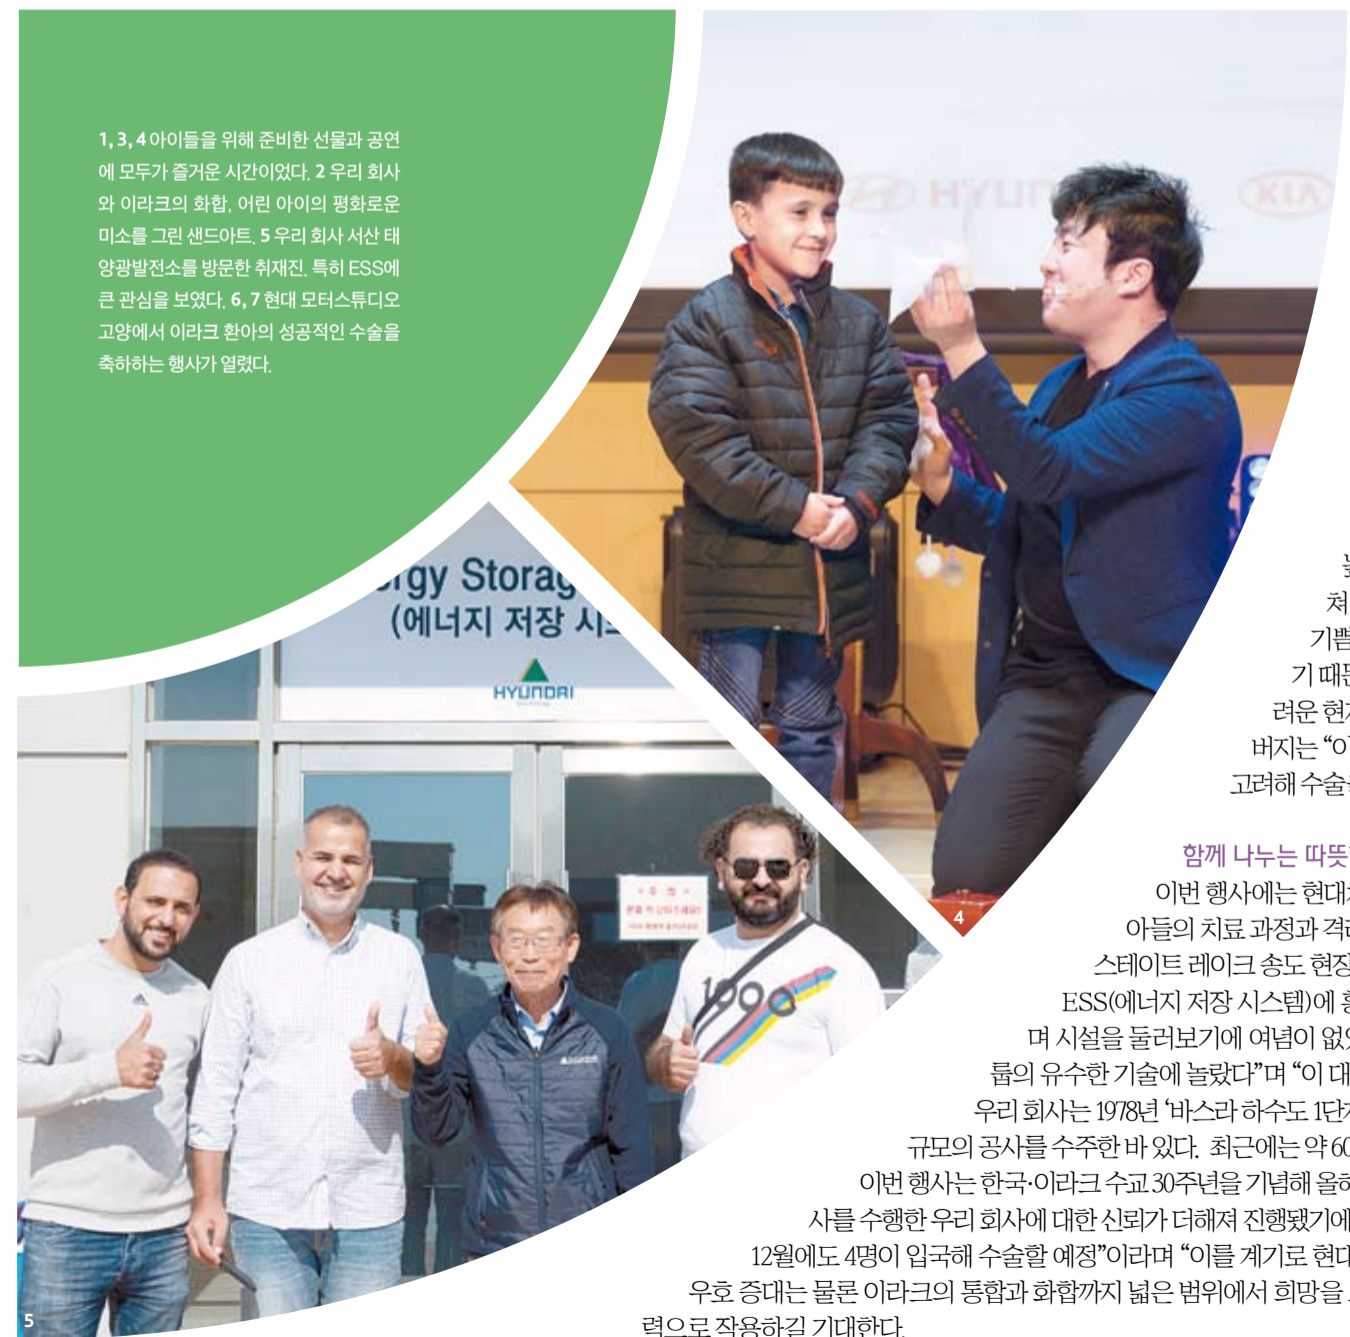 1, 3, 4 아이들을 위해 준비한 선물과 공연
에 모두가 즐거운 시간이었다. 2 우리 회사
와 이라크의 화합, 어린 아이의 평화로운
미소를 그린 샌드아트. 5 우리 회사 서산 태
양광발전소를 방문한 취재진. 특히 ESS에
큰 관심을 보였다. 6, 7 현대 모터스튜디오
고양에서 이라크 환아의 성공적인 수술을
축하하는 행사가 열렸다.
KIA
4
(에너지 저장
HYUNDAI
1990
5
쳐
기쁨
기 때문
려운 현지
버지는 “이
고려해 수술을
함께 나누는 따뜻
이번 행사에는 현대
아들의 치료 과정과 격려
스테이트 레이크 송도 현장
ESS(에너지 저장 시스템)에
며 시설을 둘러보기에 여념이 없었
룹의 유수한 기술에 놀랐다”며 “이 대
우리 회사는 1978년 ‘바스라 하수도 1단계
규모의 공사를 수주한 바 있다. 최근에는 약 60
이번 행사는 한국·이라크 수교 30주년을 기념해 올해
사를 수행한 우리 회사에 대한 신뢰가 더해져 진행됐기에
12월에도 4명이 입국해 수술할 예정”이라며 “이를 계기로 현대
우호 증대는 물론 이라크의 통합과 화합까지 넓은 범위에서 희망을
력으로 작용하길 기대한다.